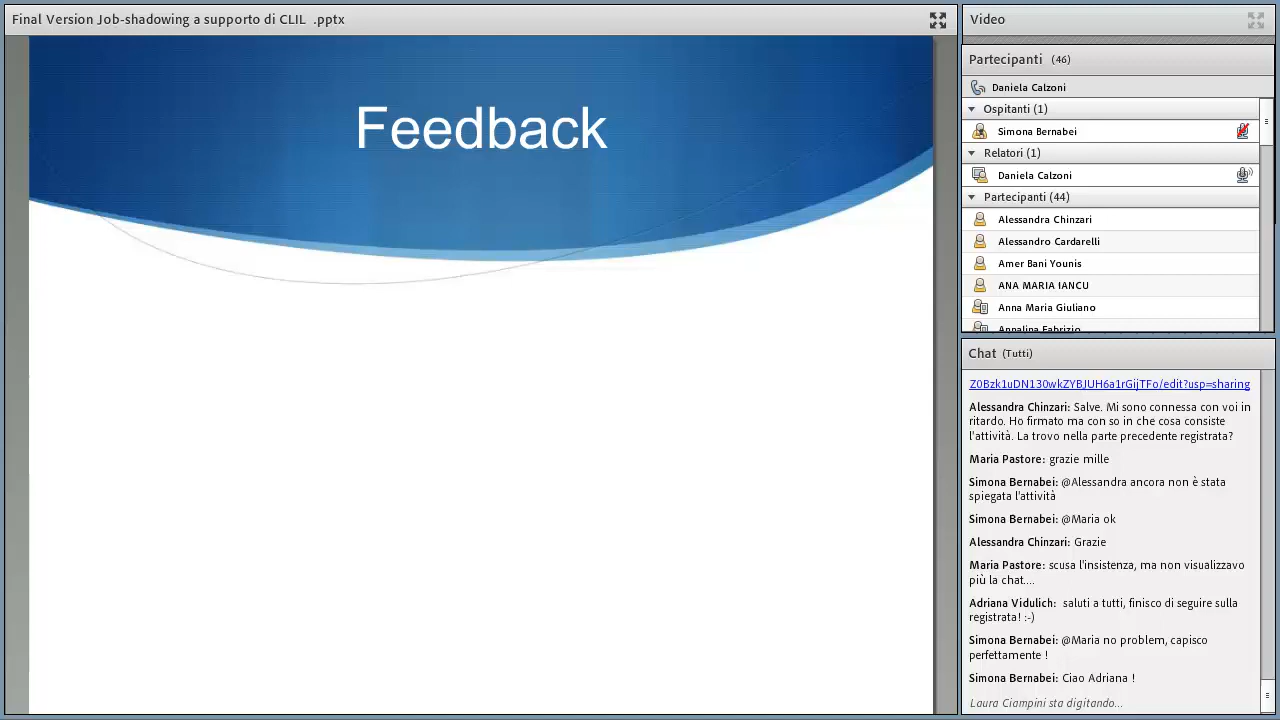 Final Version Job-shadowing a supporto di CLIL .pptx
Feedback
Video
Partecipanti (46)
Daniela Calzoni
Ospitanti (1)
Simona Bernabei
Relatori (1)
Daniela Calzoni
Partecipanti (44)
Alessandra Chinzari
Alessandro Cardarelli
Amer Bani Younis
ANA MARIA IANCU
Anna Maria Giuliano
Annalina Fabrizio
Chat (Tutti)
Z0Bzk1uDN130wkZYBJUH6a1rGijTFo/edit?usp=sharing
Alessandra Chinzari: Salve. Mi sono connessa con voi in
ritardo. Ho firmato ma con so in che cosa consiste
l'attività. La trovo nella parte precedente registrata?
Maria Pastore: grazie mille
Simona Bernabei: @Alessandra ancora non è stata
spiegata l'attività
Simona Bernabei: @Maria ok
Alessandra Chinzari: Grazie
Maria Pastore: scusa l'insistenza, ma non visualizzavo
più la chat....
Adriana Vidulich: saluti a tutti, finisco di seguire sulla
registrata! :-)
Simona Bernabei: @Maria no problem, capisco
perfettamente !
Simona Bernabei: Ciao Adriana !
Laura Ciampini sta digitando...